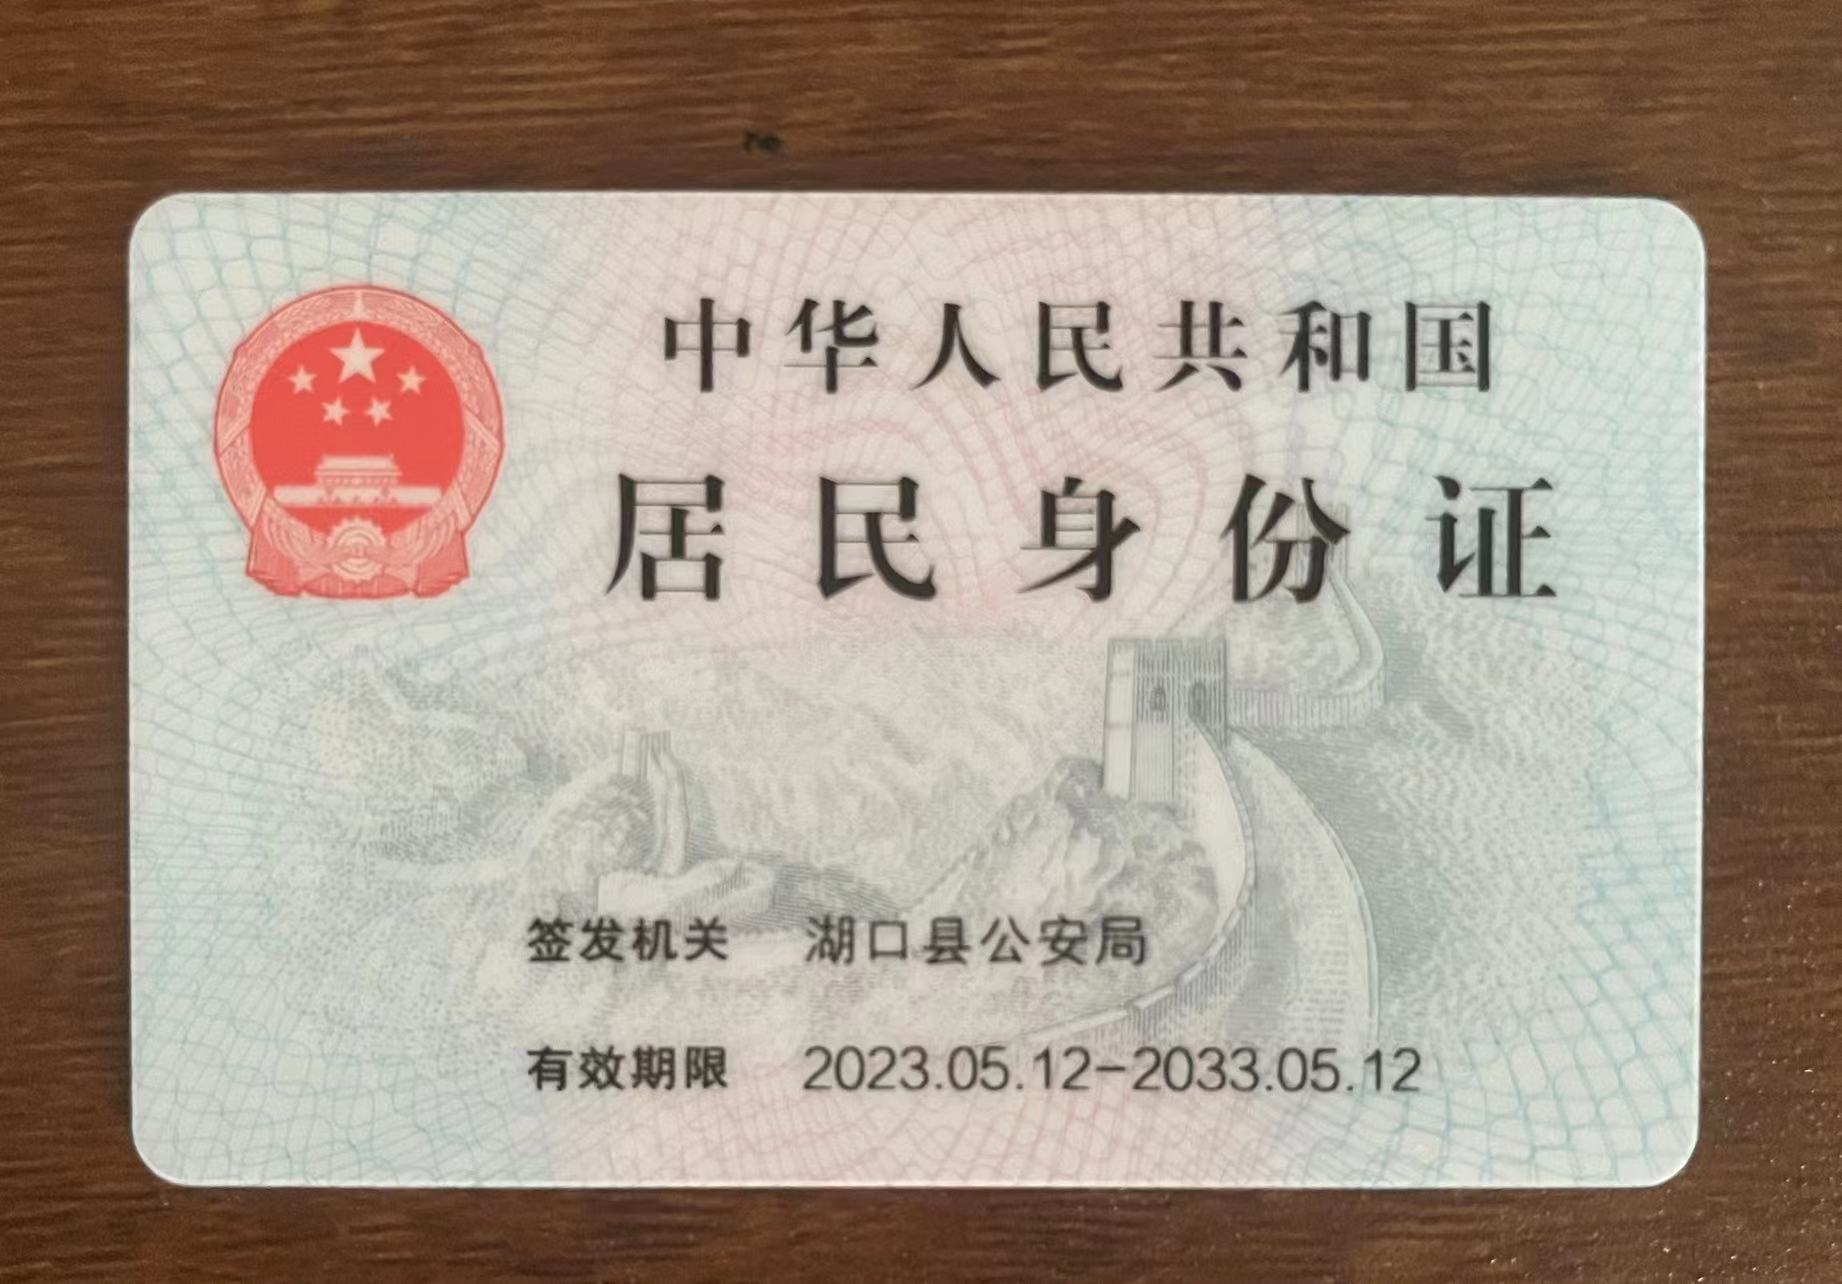 中华人民共和国
居民身份证
签发机关 湖口县公安局
有效期限 2023.05.12-2033.05.12